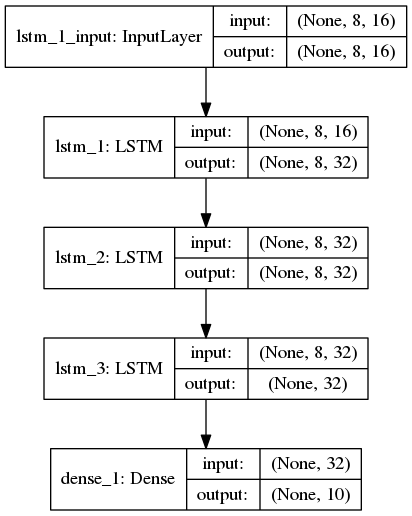 lstm_1_input: InputLayer
input: (None, 8, 16)
output: (None, 8, 16)
lstm_1: LSTM
input: (None, 8, 16)
output: (None, 8, 32)
lstm_2: LSTM
input: (None, 8, 32)
output: (None, 8, 32)
lstm_3: LSTM
input: (None, 8, 32)
output: (None, 32)
dense_1: Dense
input: (None, 32)
output: (None, 10)